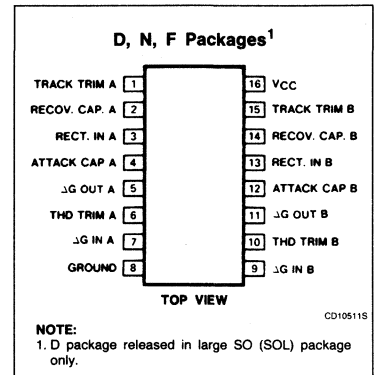 D, N, F Packages1
TRACK TRIM A 1
16 VCC
RECOV. CAP. A 2
15 TRACK TRIM B
RECT. IN A 3
14 RECOV. CAP. B
ATTACK CAP A 4
13 RECT. IN B
ΔG OUT A 5
12 ATTACK CAP B
THD TRIM A 6
11 ΔG OUT B
ΔG IN A 7
10 THD TRIM B
GROUND 8
9 ΔG IN B
TOP VIEW
CD10511S
NOTE:
1. D package released in large SO (SOL) package
only.